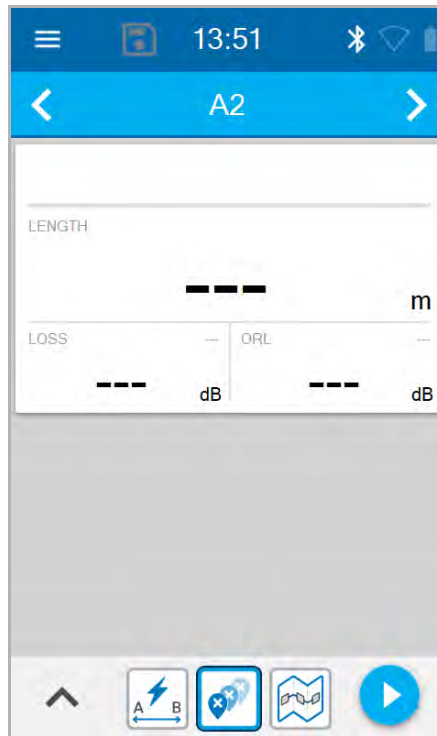 13:51
A2
LENGTH
--- m
LOSS --- ORL ---
--- dB --- dB
A B